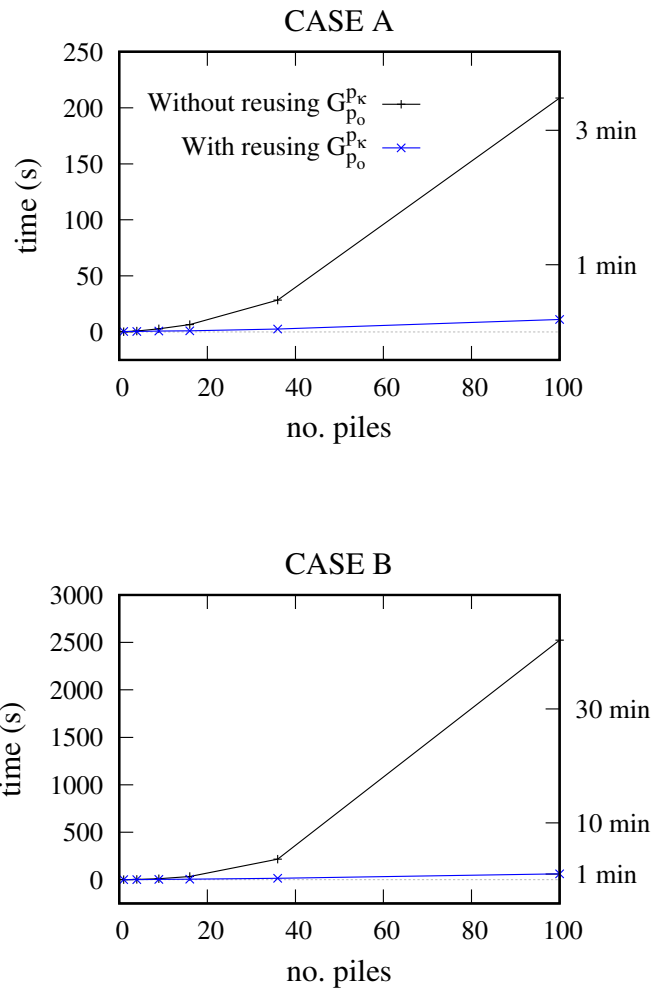 CASE A
250
200
150
100
50
0
time (s)
Without reusing G_{p_o}^{p_κ}
With reusing G_{p_o}^{p_κ}
3 min
1 min
0 20 40 60 80 100
no. piles
CASE B
3000
2500
2000
1500
1000
500
0
time (s)
30 min
10 min
1 min
0 20 40 60 80 100
no. piles